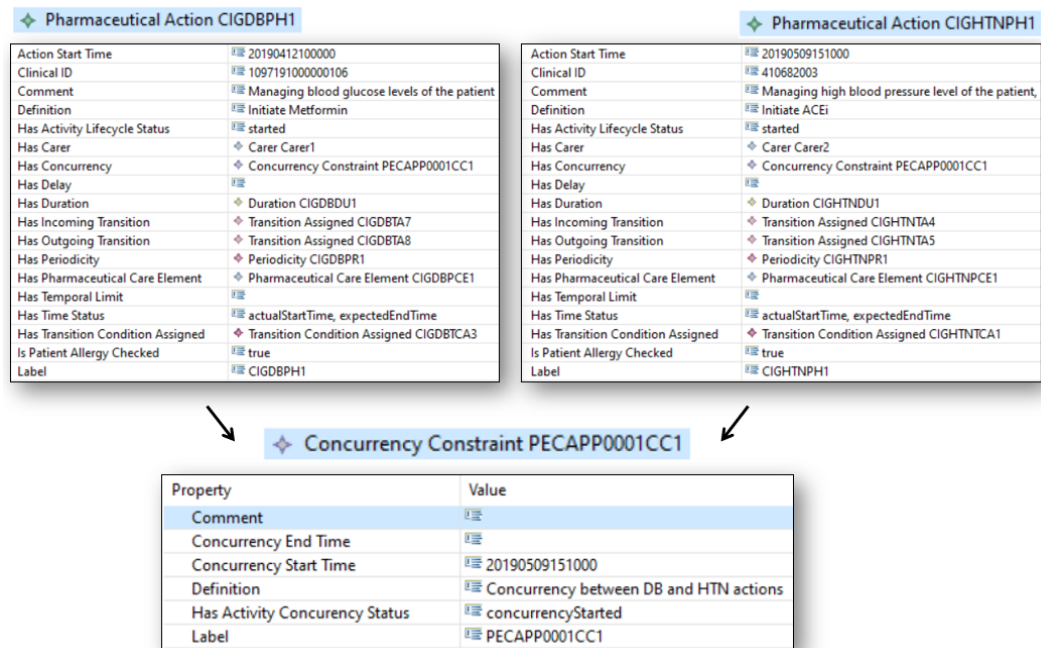 Pharmaceutical Action CIGDBPH1
Action Start Time 20190412100000
Clinical ID 1097191000000106
Comment Managing blood glucose levels of the patient
Definition Initiate Metformin
Has Activity Lifecycle Status started
Has Carer Carer Carer1
Has Concurrency Concurrency Constraint PECAPP0001CC1
Has Delay
Has Duration Duration CIGDBDU1
Has Incoming Transition Transition Assigned CIGDBTA7
Has Outgoing Transition Transition Assigned CIGDBTA8
Has Periodicity Periodicity CIGDBPR1
Has Pharmaceutical Care Element Pharmaceutical Care Element CIGDBPCE1
Has Temporal Limit
Has Time Status actualStartTime, expectedEndTime
Has Transition Condition Assigned Transition Condition Assigned CIGDBTCA3
Is Patient Allergy Checked true
Label CIGDBPH1
Pharmaceutical Action CIGHTNPH1
Action Start Time 20190509151000
Clinical ID 410682003
Comment Managing high blood pressure level of the patient,
Definition Initiate ACEi
Has Activity Lifecycle Status started
Has Carer Carer Carer2
Has Concurrency Concurrency Constraint PECAPP0001CC1
Has Delay
Has Duration Duration CIGHTNDU1
Has Incoming Transition Transition Assigned CIGHTNTA4
Has Outgoing Transition Transition Assigned CIGHTNTA5
Has Periodicity Periodicity CIGHTNPR1
Has Pharmaceutical Care Element Pharmaceutical Care Element CIGHTNPCE1
Has Temporal Limit
Has Time Status actualStartTime, expectedEndTime
Has Transition Condition Assigned Transition Condition Assigned CIGHTNTCA1
Is Patient Allergy Checked true
Label CIGHTNPH1
Concurrency Constraint PECAPP0001CC1
Property Value
Comment
Concurrency End Time
Concurrency Start Time 20190509151000
Definition Concurrency between DB and HTN actions
Has Activity Concurency Status concurrencyStarted
Label PECAPP0001CC1